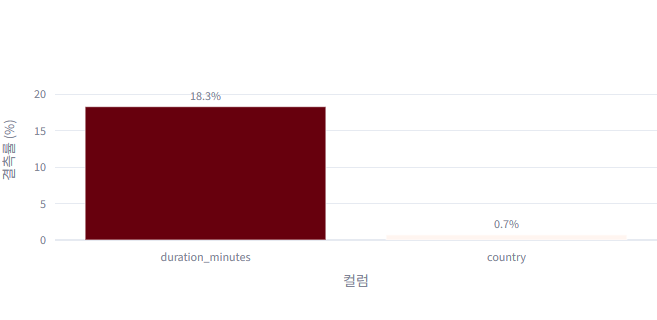 18.3%
20
15
10
5
0
결측률 (%)
0.7%
duration_minutes
country
컬럼